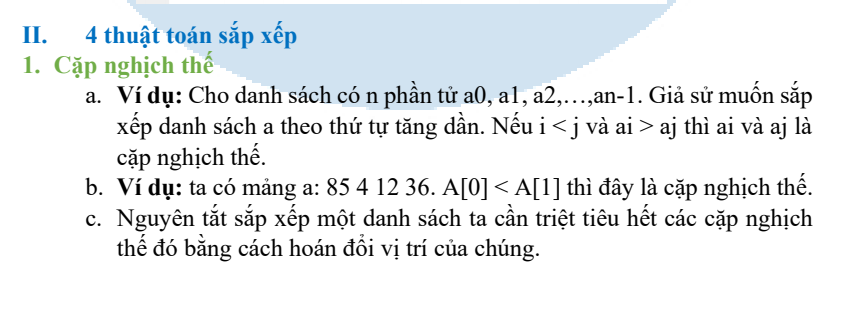 II. 4 thuật toán sắp xếp
1. Cặp nghịch thế
a. Ví dụ: Cho danh sách có n phần tử a0, a1, a2,…,an-1. Giả sử muốn sắp
xếp danh sách a theo thứ tự tăng dần. Nếu i < j và ai > aj thì ai và aj là
cặp nghịch thế.
b. Ví dụ: ta có mảng a: 85 4 12 36. A[0] < A[1] thì đây là cặp nghịch thế.
c. Nguyên tắt sắp xếp một danh sách ta cần triệt tiêu hết các cặp nghịch
thế đó bằng cách hoán đổi vị trí của chúng.